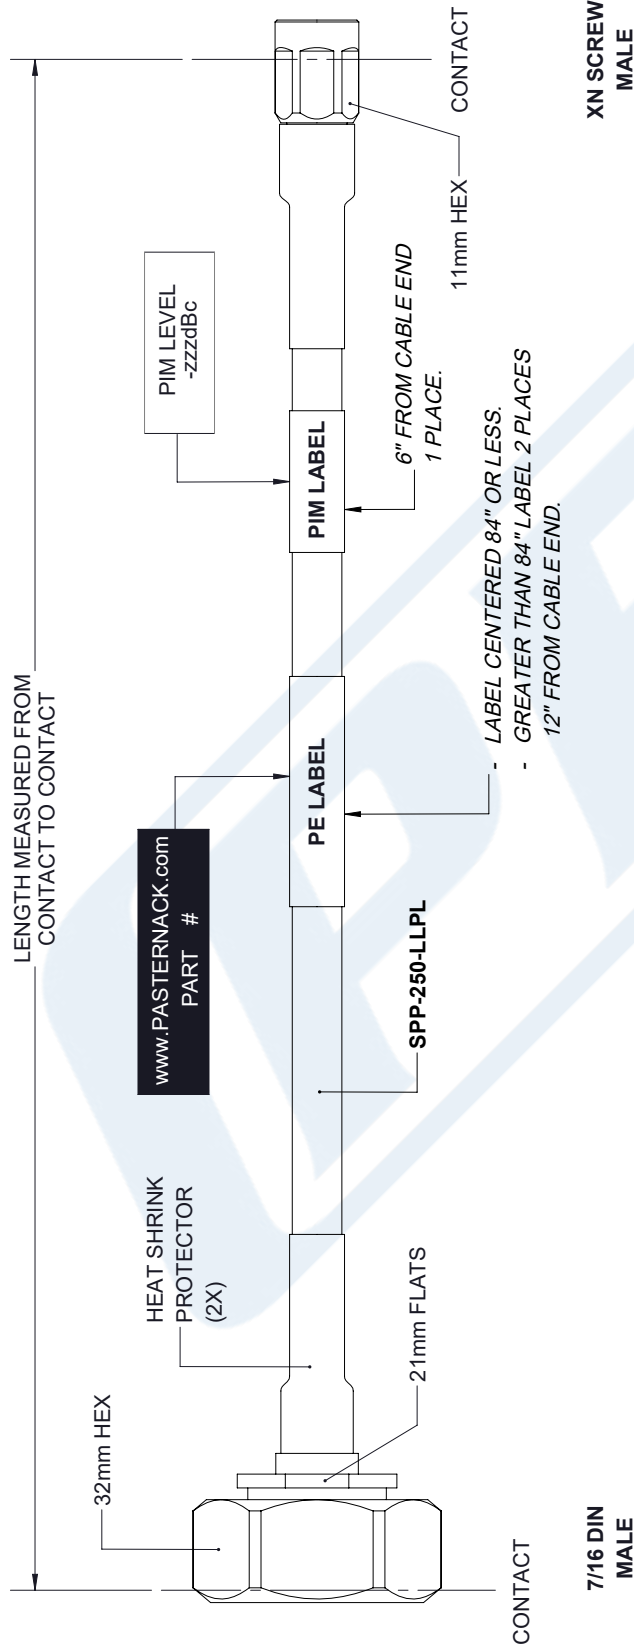 LENGTH MEASURED FROM
CONTACT TO CONTACT
32mm HEX
HEAT SHRINK
PROTECTOR
(2X)
www.PASTERNACK.com
PART #
PIM LEVEL
-zzzdBc
PE LABEL
PIM LABEL
21mm FLATS
SPP-250-LLPL
6" FROM CABLE END
1 PLACE.
11mm HEX
CONTACT
- LABEL CENTERED 84" OR LESS.
- GREATER THAN 84" LABEL 2 PLACES
12" FROM CABLE END.
CONTACT
7/16 DIN
MALE
XN SCREW
MALE